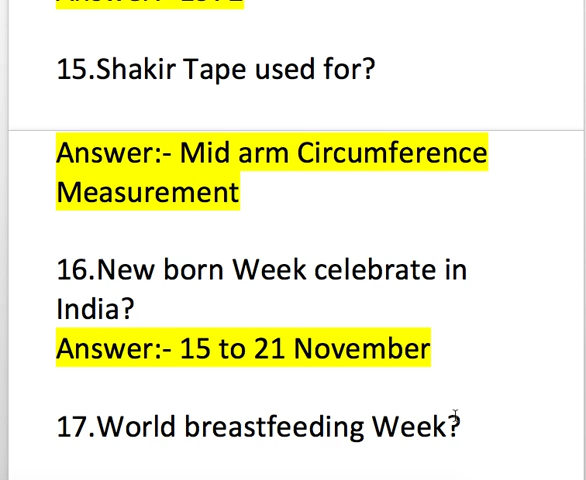 15.Shakir Tape used for?
Answer:- Mid arm Circumference
Measurement
16.New born Week celebrate in
India?
Answer:- 15 to 21 November
17.World breastfeeding Week?